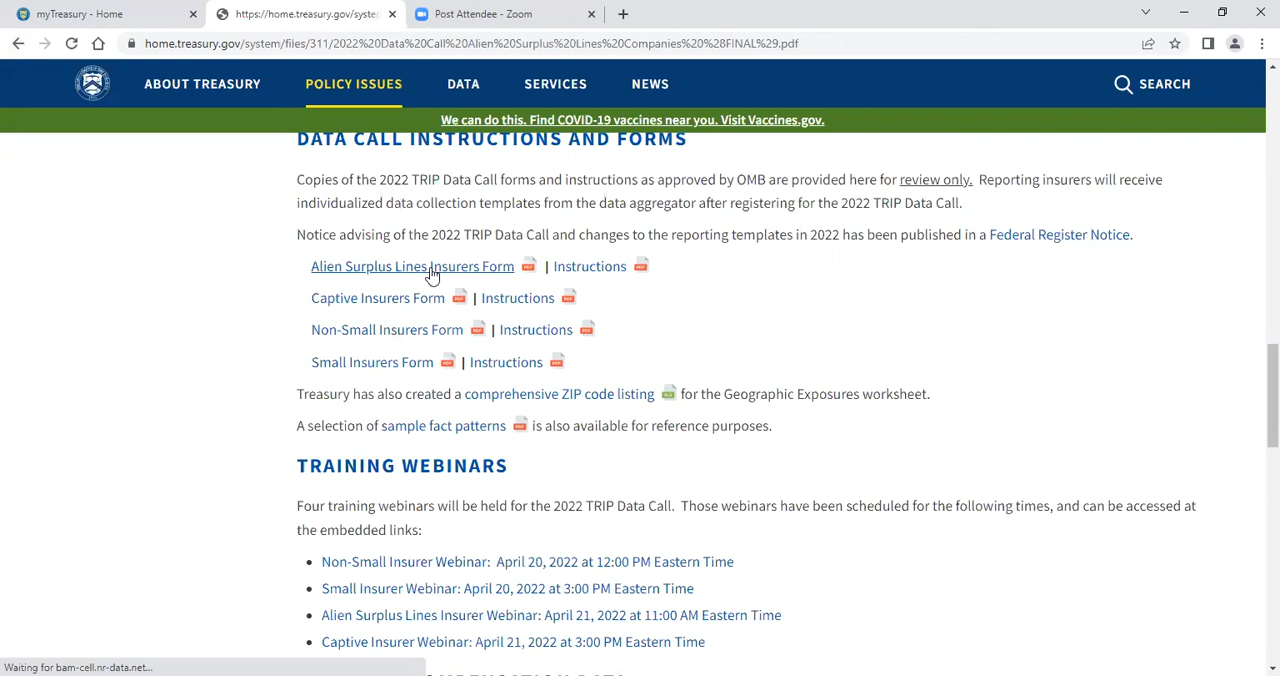 myTreasury - Home
https://home.treasury.gov/syste
Post Attendee - Zoom
home.treasury.gov/system/files/311/2022%20Data%20Call%20Alien%20Surplus%20Lines%20Companies%20%28FINAL%29.pdf
ABOUT TREASURY POLICY ISSUES DATA SERVICES NEWS SEARCH
We can do this. Find COVID-19 vaccines near you. Visit Vaccines.gov.
DATA CALL INSTRUCTIONS AND FORMS
Copies of the 2022 TRIP Data Call forms and instructions as approved by OMB are provided here for review only. Reporting insurers will receive
individualized data collection templates from the data aggregator after registering for the 2022 TRIP Data Call.
Notice advising of the 2022 TRIP Data Call and changes to the reporting templates in 2022 has been published in a Federal Register Notice.
Alien Surplus Lines Insurers Form | Instructions
Captive Insurers Form | Instructions
Non-Small Insurers Form | Instructions
Small Insurers Form | Instructions
Treasury has also created a comprehensive ZIP code listing for the Geographic Exposures worksheet.
A selection of sample fact patterns is also available for reference purposes.
TRAINING WEBINARS
Four training webinars will be held for the 2022 TRIP Data Call. Those webinars have been scheduled for the following times, and can be accessed at
the embedded links:
• Non-Small Insurer Webinar: April 20, 2022 at 12:00 PM Eastern Time
• Small Insurer Webinar: April 20, 2022 at 3:00 PM Eastern Time
• Alien Surplus Lines Insurer Webinar: April 21, 2022 at 11:00 AM Eastern Time
• Captive Insurer Webinar: April 21, 2022 at 3:00 PM Eastern Time
Waiting for bam-cell.nr-data.net...